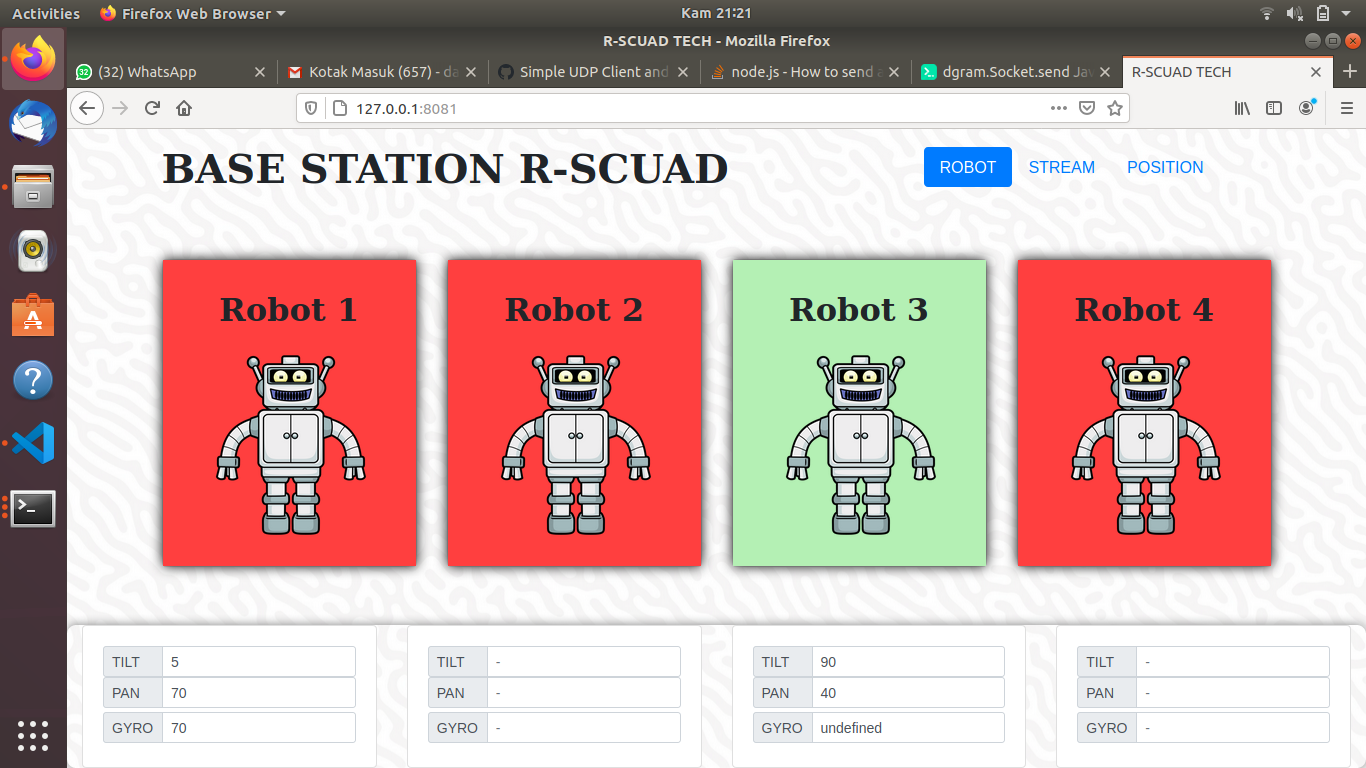 Activities
Firefox Web Browser
Kam 21:21
R-SCUAD TECH - Mozilla Firefox
32
(32) WhatsApp
Kotak Masuk (657) - da
Simple UDP Client and
node.js - How to send a
dgram.Socket.send Jav
R-SCUAD TECH
127.0.0.1:8081
BASE STATION R-SCUAD
ROBOT
STREAM
POSITION
Robot 1
Robot 2
Robot 3
Robot 4
TILT 5
PAN 70
GYRO 70
TILT -
PAN -
GYRO -
TILT 90
PAN 40
GYRO undefined
TILT -
PAN -
GYRO -